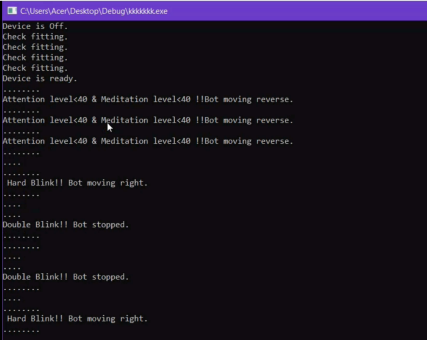 C:\Users\Acer\Desktop\Debug\kkkkkkk.exe
Device is Off.
Check fitting.
Check fitting.
Check fitting.
Check fitting.
Device is ready.
........
Attention level<40 & Meditation level<40 !!Bot moving reverse.
........
Attention level<40 & Meditation level<40 !!Bot moving reverse.
........
Attention level<40 & Meditation level<40 !!Bot moving reverse.
........
....
........
Hard Blink!! Bot moving right.
........
....
....
Double Blink!! Bot stopped.
........
........
....
....
Double Blink!! Bot stopped.
........
....
........
Hard Blink!! Bot moving right.
........